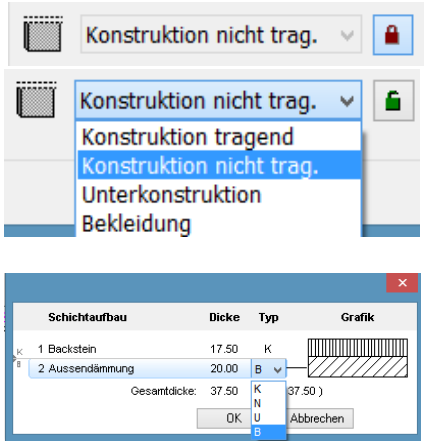 Konstruktion nicht trag.
Konstruktion nicht trag.
Konstruktion tragend
Konstruktion nicht trag.
Unterkonstruktion
Bekleidung
Schichtaufbau Dicke Typ Grafik
K 1 Backstein 17.50 K
B 2 Aussendämmung 20.00 B
Gesamtdicke: 37.50 K 37.50 )
N
OK U Abbrechen
B